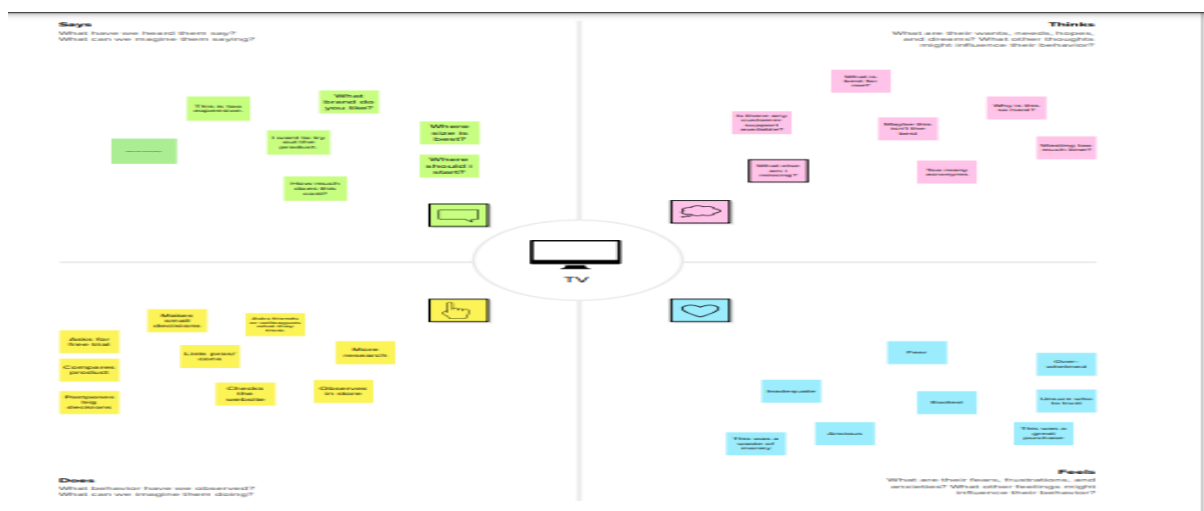 Says
What have we heard them say?
What can we magine them saying?
Thinks
What are their wants, needs, hopes,
and dreams? What other thoughts
might influence their behavior?
This is too
expensive.
What
brand do
you like?
I want to try
out the
product.
Where
size is
best?
Where
should I
start?
How much
does this
cost?
What is
best for
me?
Is there any
customer
support
available?
Maybe this
isn't the
best
Why is this
so hard?
Wasting too
much time?
What else
am I
missing?
Too many
acronyms.
TV
Makes
small
decisions
Asks friends
or colleagues
what they
think
Asks for
free trial
Lists pros/
cons
More
research
Compares
product
Checks
the
website
Observes
in store
decisions
Fear
Over-
Inadequate
Excited
Unsure who
to trust
This was a
waste of
money.
Anxious
This was a
great
purchase.
Does
What behavior have we observed?
What can we imagine them doing?
Feels
What are their fears, frustrations, and
anxieties? What other feelings might
influence their behavior?